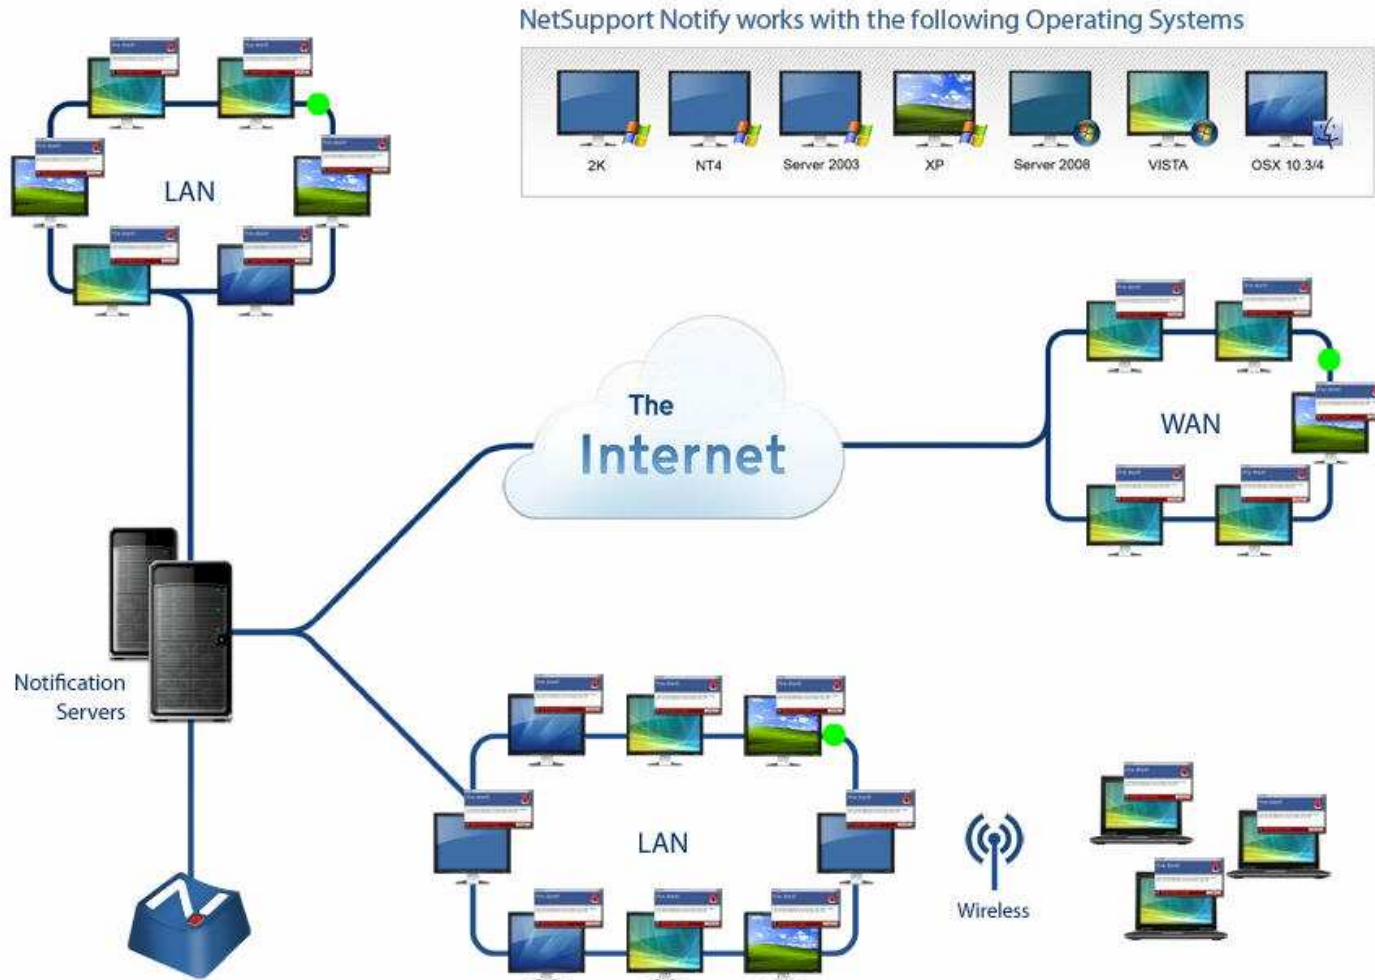 NetSupport Notify works with the following Operating Systems
2K
NT4
Server 2003
XP
Server 2008
VISTA
OSX 10.3/4
LAN
The
Internet
WAN
Notification
Servers
LAN
Wireless